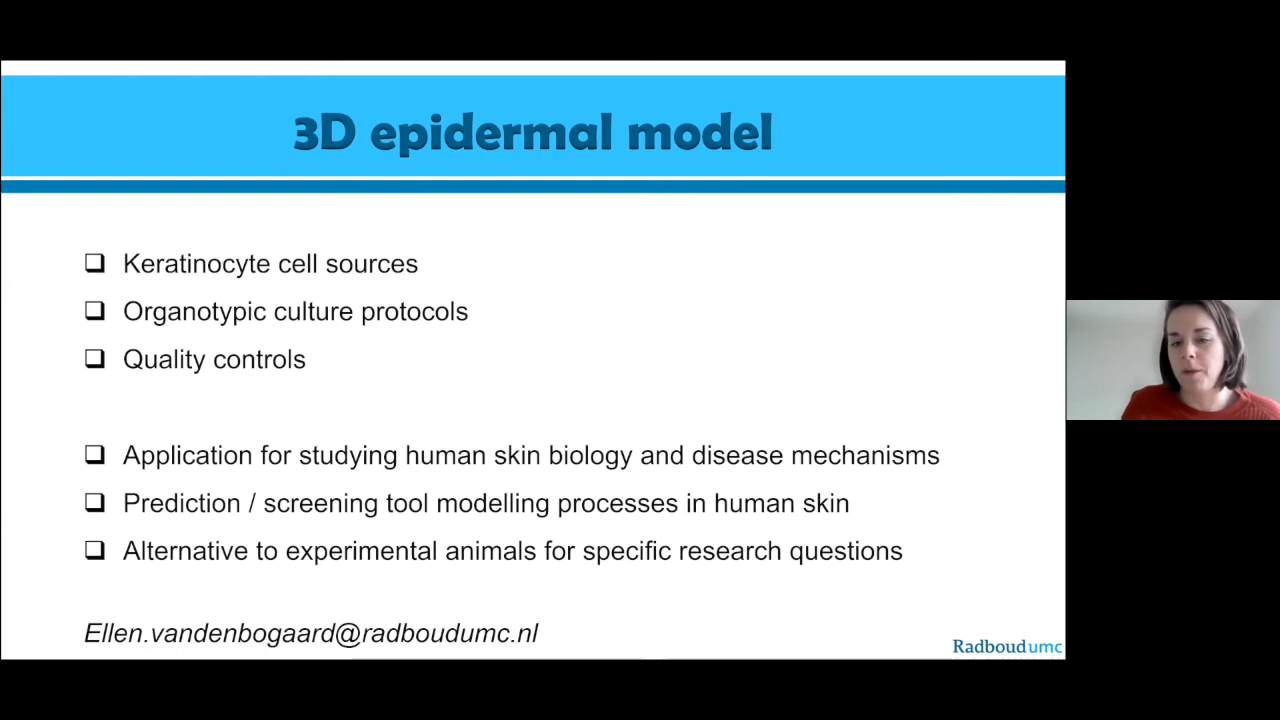 3D epidermal model
Keratinocyte cell sources
Organotypic culture protocols
Quality controls
Application for studying human skin biology and disease mechanisms
Prediction / screening tool modelling processes in human skin
Alternative to experimental animals for specific research questions
Ellen.vandenbogaard@radboudumc.nl
Radboudumc